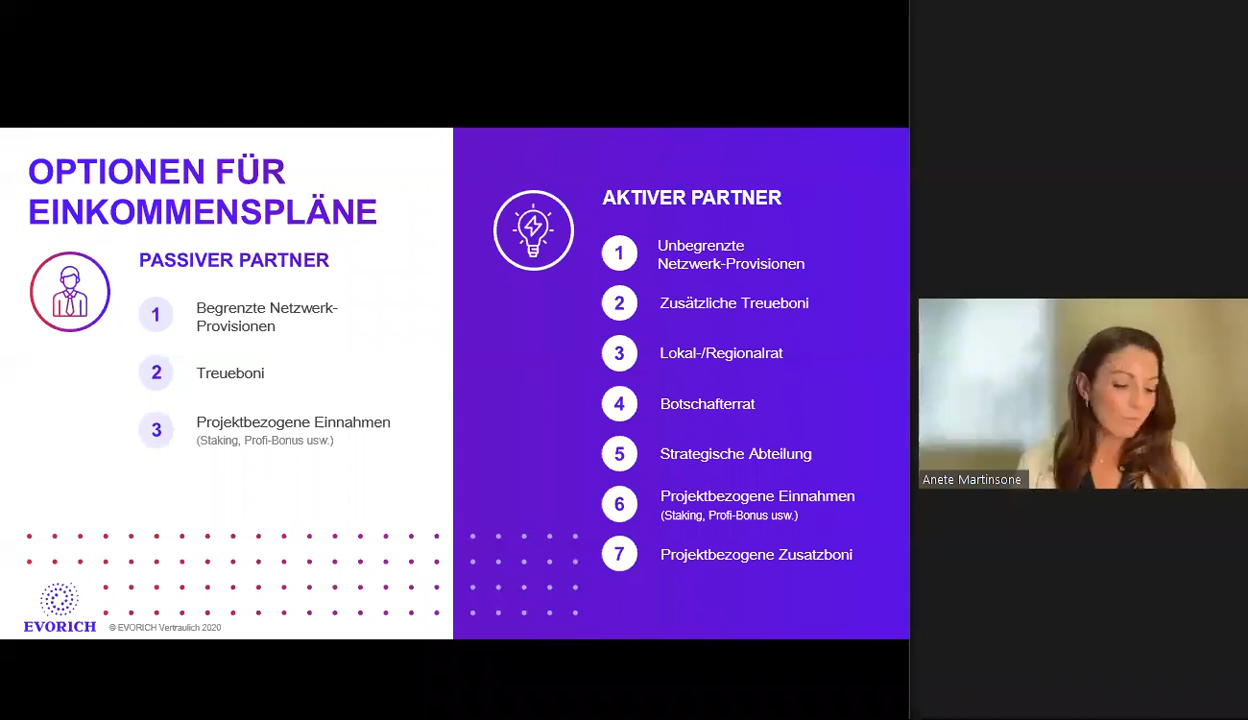 OPTIONEN FÜR
EINKOMMENSPLÄNE
PASSIVER PARTNER
1
Begrenzte Netzwerk-
Provisionen
2
Treueboni
3
Projektbezogene Einnahmen
(Staking, Profi-Bonus usw.)
EVORICH
© EVORICH Vertraulich 2020
AKTIVER PARTNER
1
Unbegrenzte
Netzwerk-Provisionen
2
Zusätzliche Treueboni
3
Lokal-/Regionalrat
4
Botschafterrat
5
Strategische Abteilung
6
Projektbezogene Einnahmen
(Staking, Profi-Bonus usw.)
7
Projektbezogene Zusatzboni
Anete Martinsone